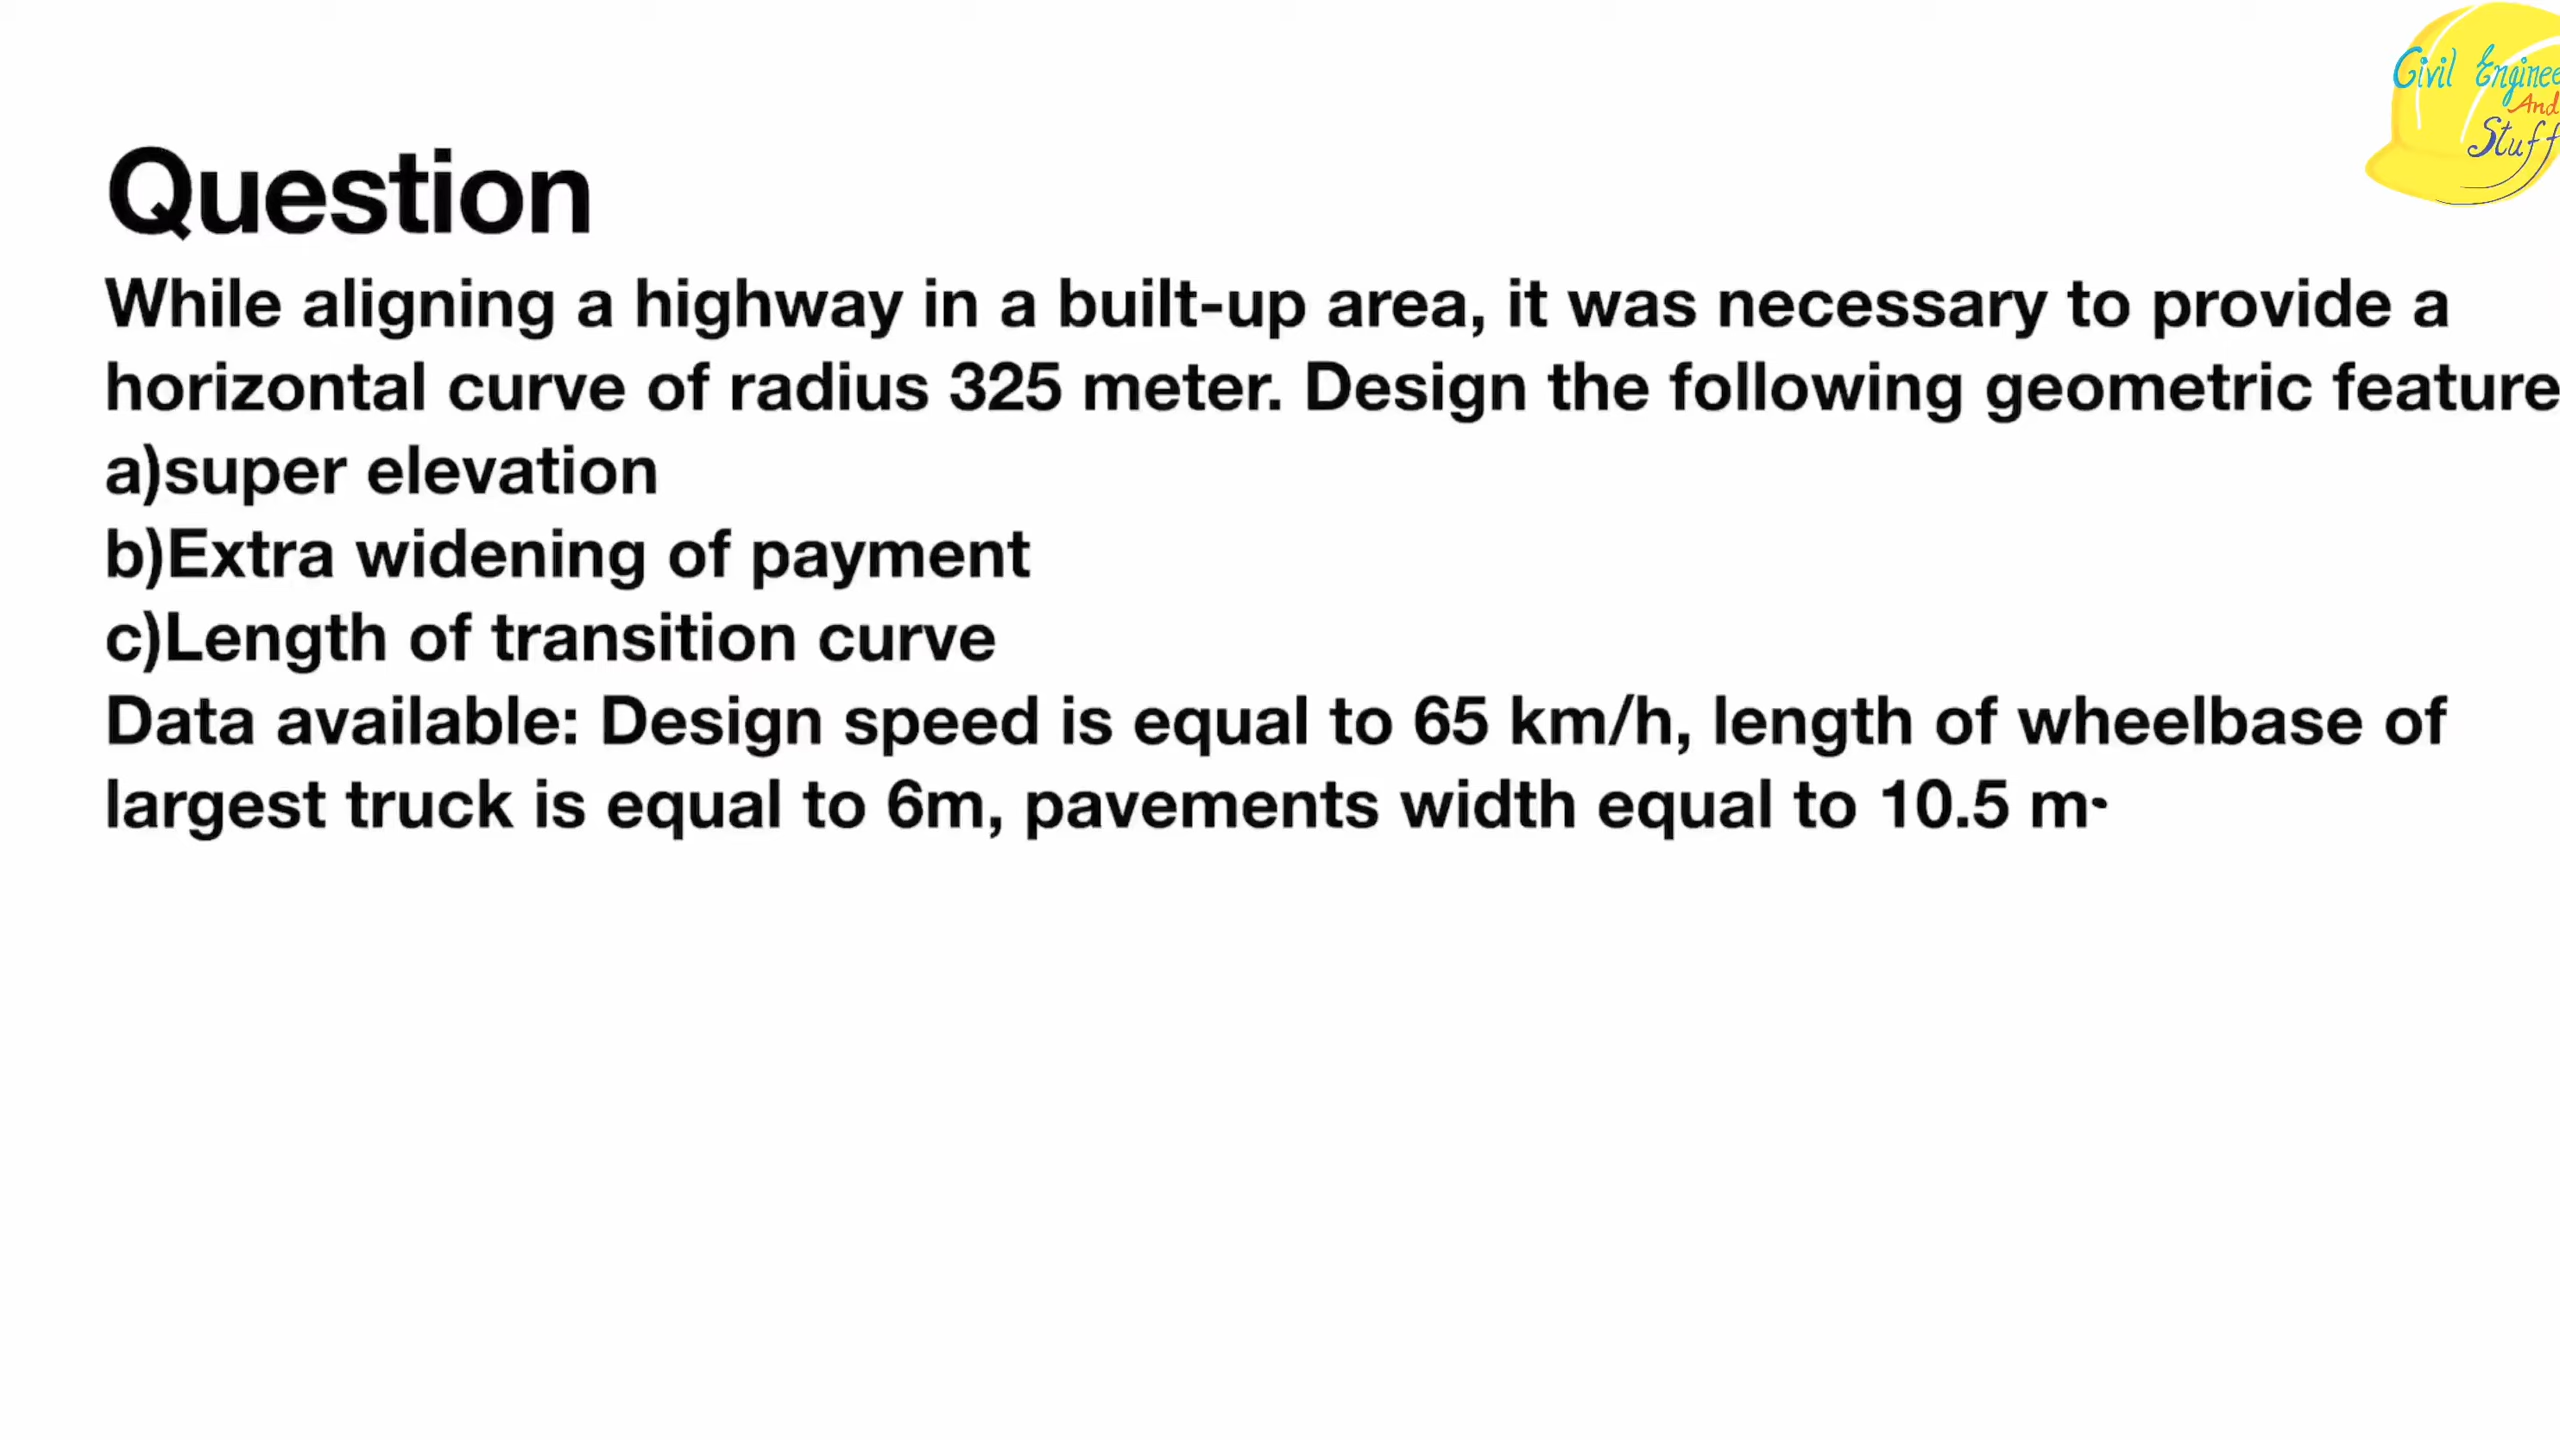 Civil Enginee
And
Stuff
Question
While aligning a highway in a built-up area, it was necessary to provide a
horizontal curve of radius 325 meter. Design the following geometric feature
a)super elevation
b)Extra widening of payment
c)Length of transition curve
Data available: Design speed is equal to 65 km/h, length of wheelbase of
largest truck is equal to 6m, pavements width equal to 10.5 m·